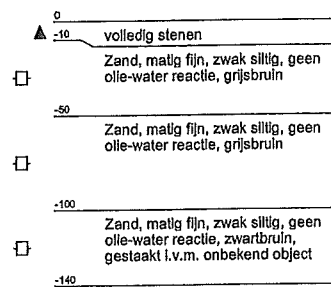 0
volledig stenen
-10
Zand, matig fijn, zwak siltig, geen
olie-water reactie, grijsbruin
-50
Zand, matig fijn, zwak siltig, geen
olie-water reactie, grijsbruin
-100
Zand, matig fijn, zwak siltig, geen
olie-water reactie, zwartbruin,
gestaakt i.v.m. onbekend object
-140